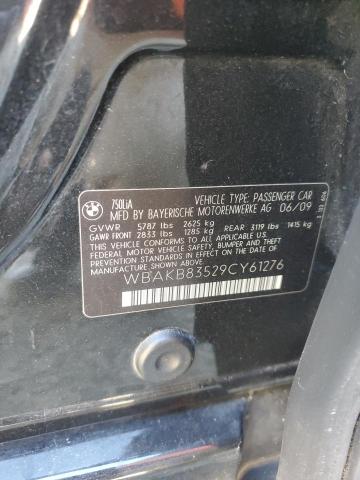 BMW
750LiA VEHICLE TYPE: PASSENGER CAR
MFD BY BAYERISCHE MOTORENWERKE AG 06/09
GVWR 5787 lbs 2625 kg
GAWR FRONT 2833 lbs 1285 kg REAR 3119 lbs 1415 kg
THIS VEHICLE CONFORMS TO ALL APPLICABLE
FEDERAL MOTOR VEHICLE SAFETY, BUMPER, AND THEFT
PREVENTION STANDARDS IN EFFECT ON THE DATE OF
MANUFACTURE SHOWN ABOVE.
WBAKB83529CY61276